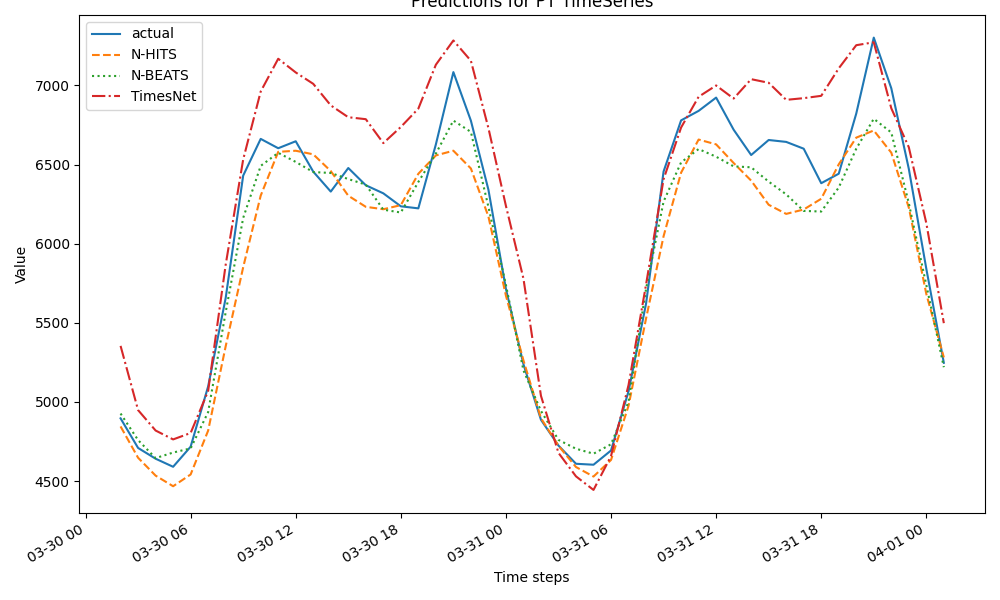 Predictions for PT TimeSeries
actual
N-HITS
N-BEATS
TimesNet
Value
7000
6500
6000
5500
5000
4500
03-30 00
03-30 06
03-30 12
03-30 18
03-31 00
03-31 06
03-31 12
03-31 18
04-01 00
Time steps